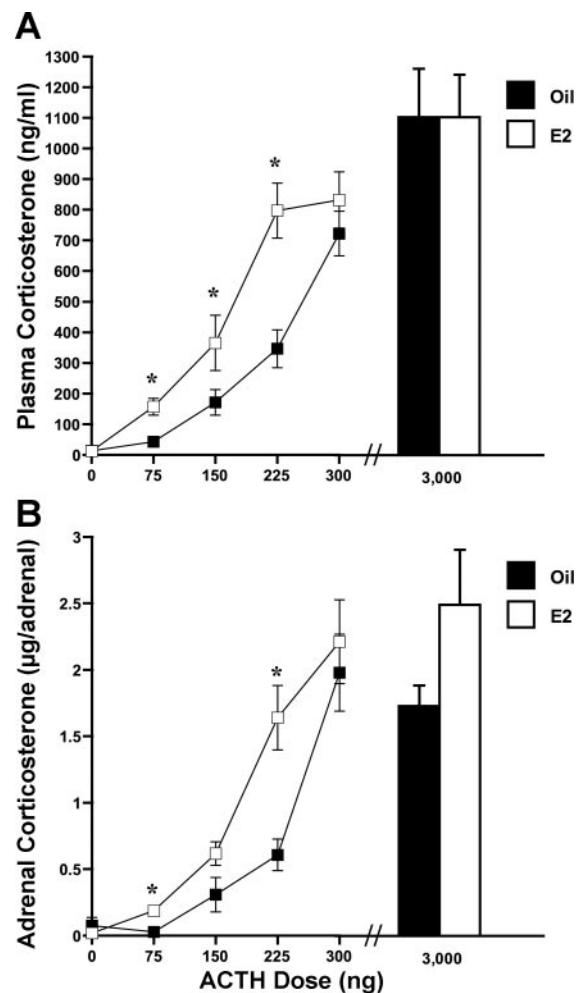 A
Plasma Corticosterone (ng/ml)
1300
1200
1100
1000
900
800
700
600
500
400
300
200
100
0
*
*
*
Oil
E2
0 75 150 225 300 3,000
B
Adrenal Corticosterone (µg/adrenal)
3
2.5
2
1.5
1
0.5
0
*
*
Oil
E2
0 75 150 225 300 3,000
ACTH Dose (ng)